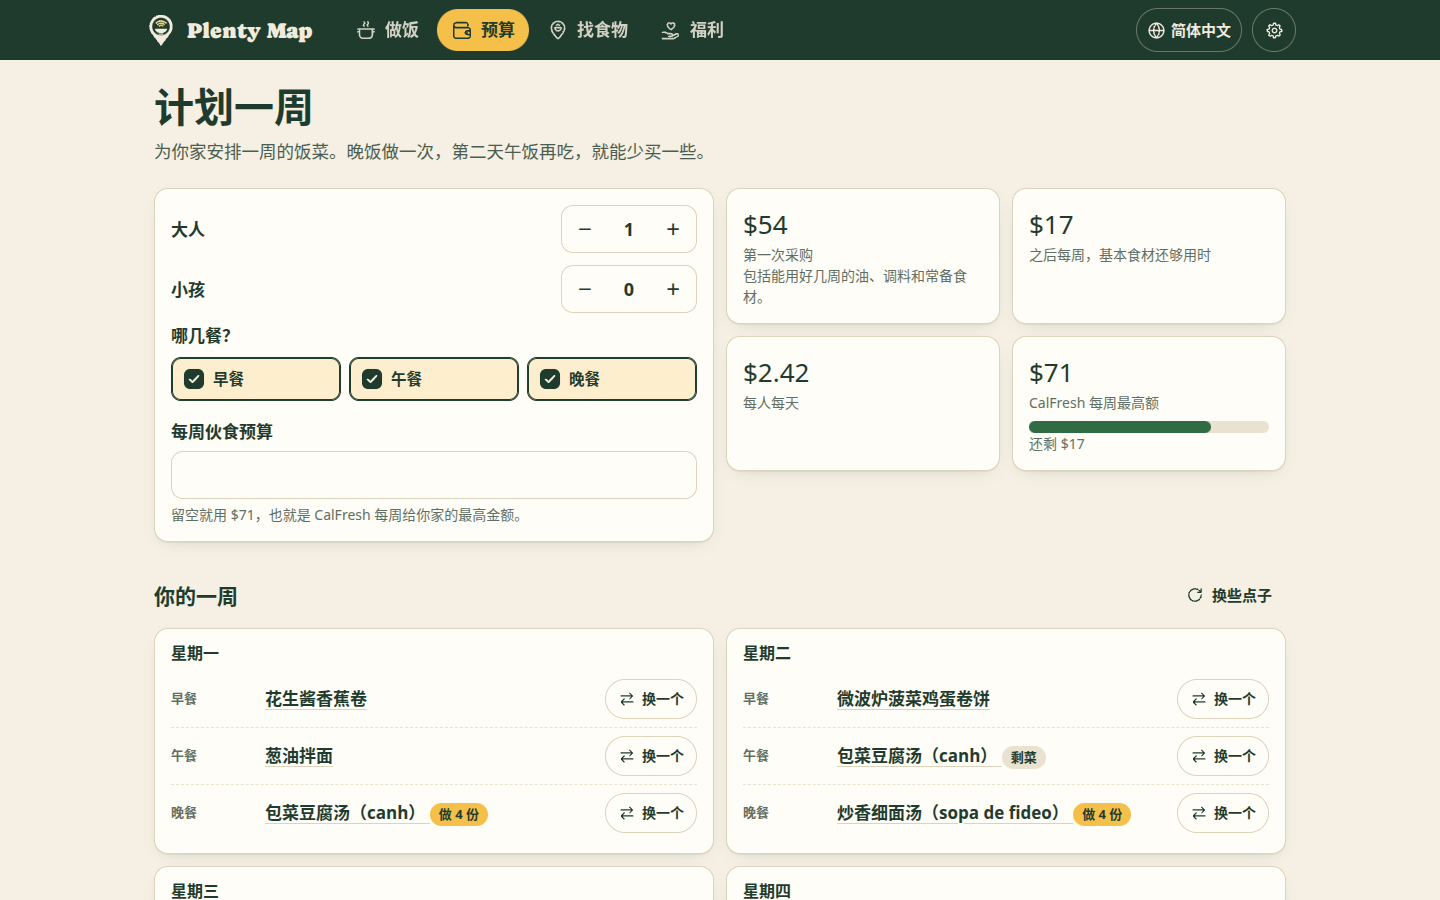 Plenty Map
做饭
预算
找食物
福利
简体中文
计划一周
为你家安排一周的饭菜。晚饭做一次，第二天午饭再吃，就能少买一些。
大人
− 1 +
小孩
− 0 +
哪几餐？
早餐
午餐
晚餐
每周伙食预算
留空就用 $71，也就是 CalFresh 每周给你家的最高金额。
$54
第一次采购
包括能用好几周的油、调料和常备食
材。
$17
之后每周，基本食材还够用时
$2.42
每人每天
$71
CalFresh 每周最高额
还剩 $17
你的一周
换些点子
星期一
早餐 花生酱香蕉卷 换一个
午餐 葱油拌面 换一个
晚餐 包菜豆腐汤（canh） 做 4 份 换一个
星期二
早餐 微波炉菠菜鸡蛋卷饼 换一个
午餐 包菜豆腐汤（canh） 剩菜 换一个
晚餐 炒香细面汤（sopa de fideo） 做 4 份 换一个
星期三
星期四